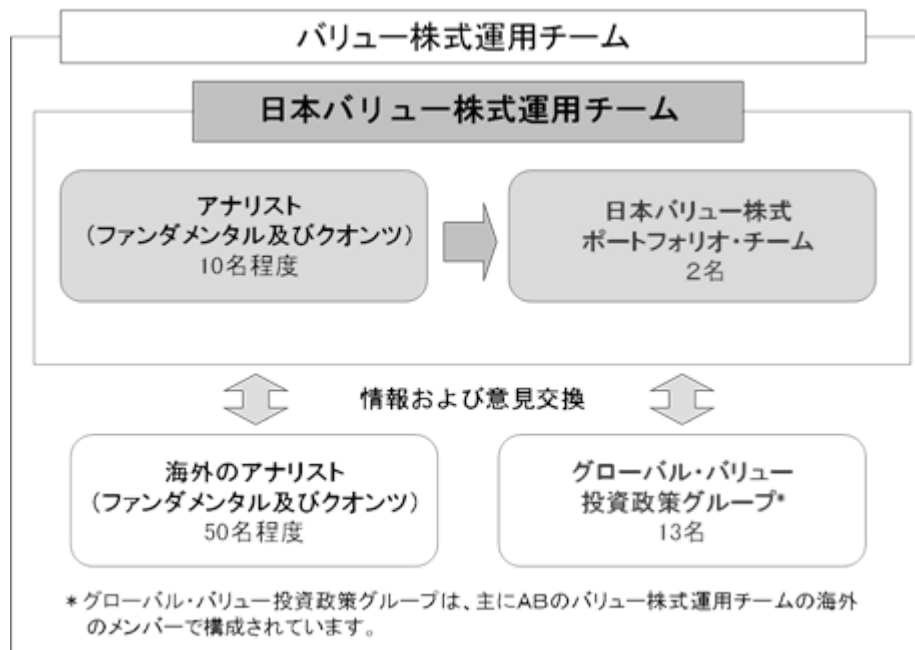 バリュー株式運用チーム
日本バリュー株式運用チーム
アナリスト
(ファンダメンタル及びクオンツ)
10名程度
日本バリュー株式
ポートフォリオ・チーム
2名
情報および意見交換
海外のアナリスト
(ファンダメンタル及びクオンツ)
50名程度
グローバル・バリュー
投資政策グループ*
13名
* グローバル・バリュー投資政策グループは、主にABのバリュー株式運用チームの海外
のメンバーで構成されています。